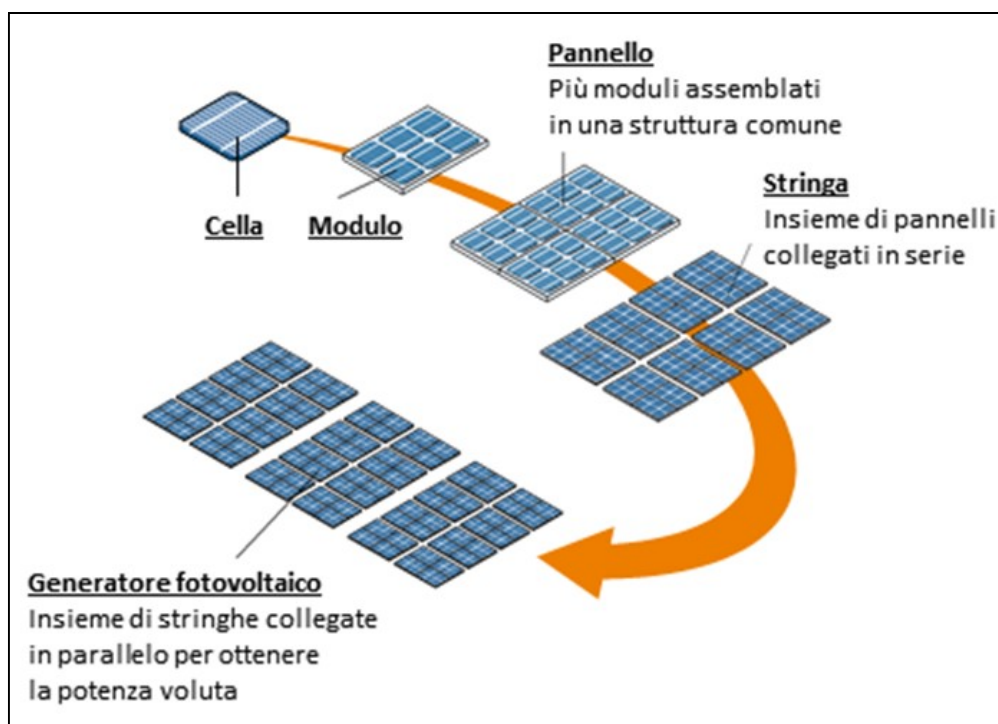 Pannello
Più moduli assemblati
in una struttura comune
Stringa
Insieme di pannelli
collegati in serie
Cella
Modulo
Generatore fotovoltaico
Insieme di stringhe collegate
in parallelo per ottenere
la potenza voluta